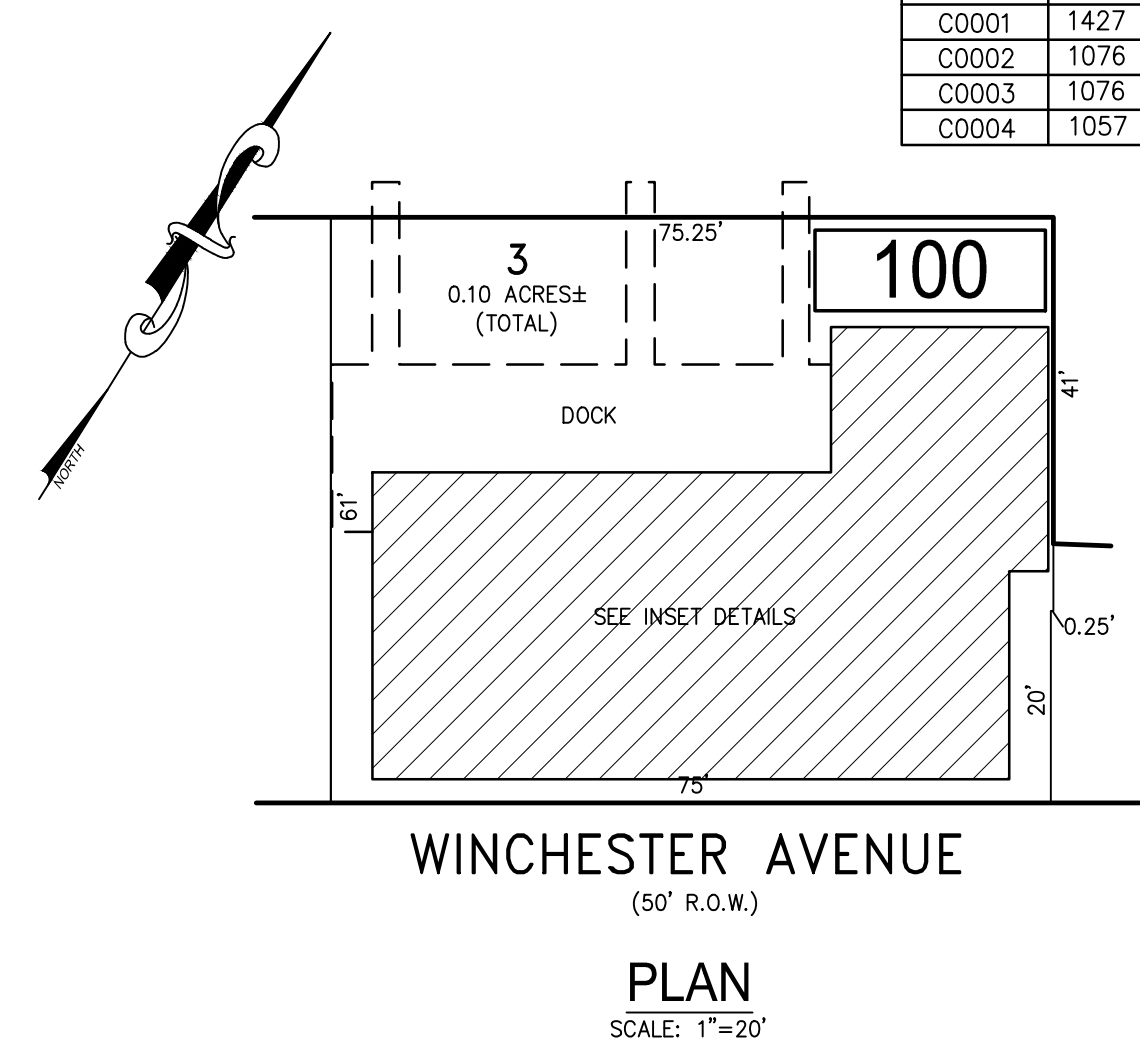 C0001 1427
C0002 1076
C0003 1076
C0004 1057
75.25'
3
0.10 ACRES±
(TOTAL)
100
41'
DOCK
NORTH
61'
SEE INSET DETAILS
0.25'
20'
75'
WINCHESTER AVENUE
(50' R.O.W.)
PLAN
SCALE: 1"=20'